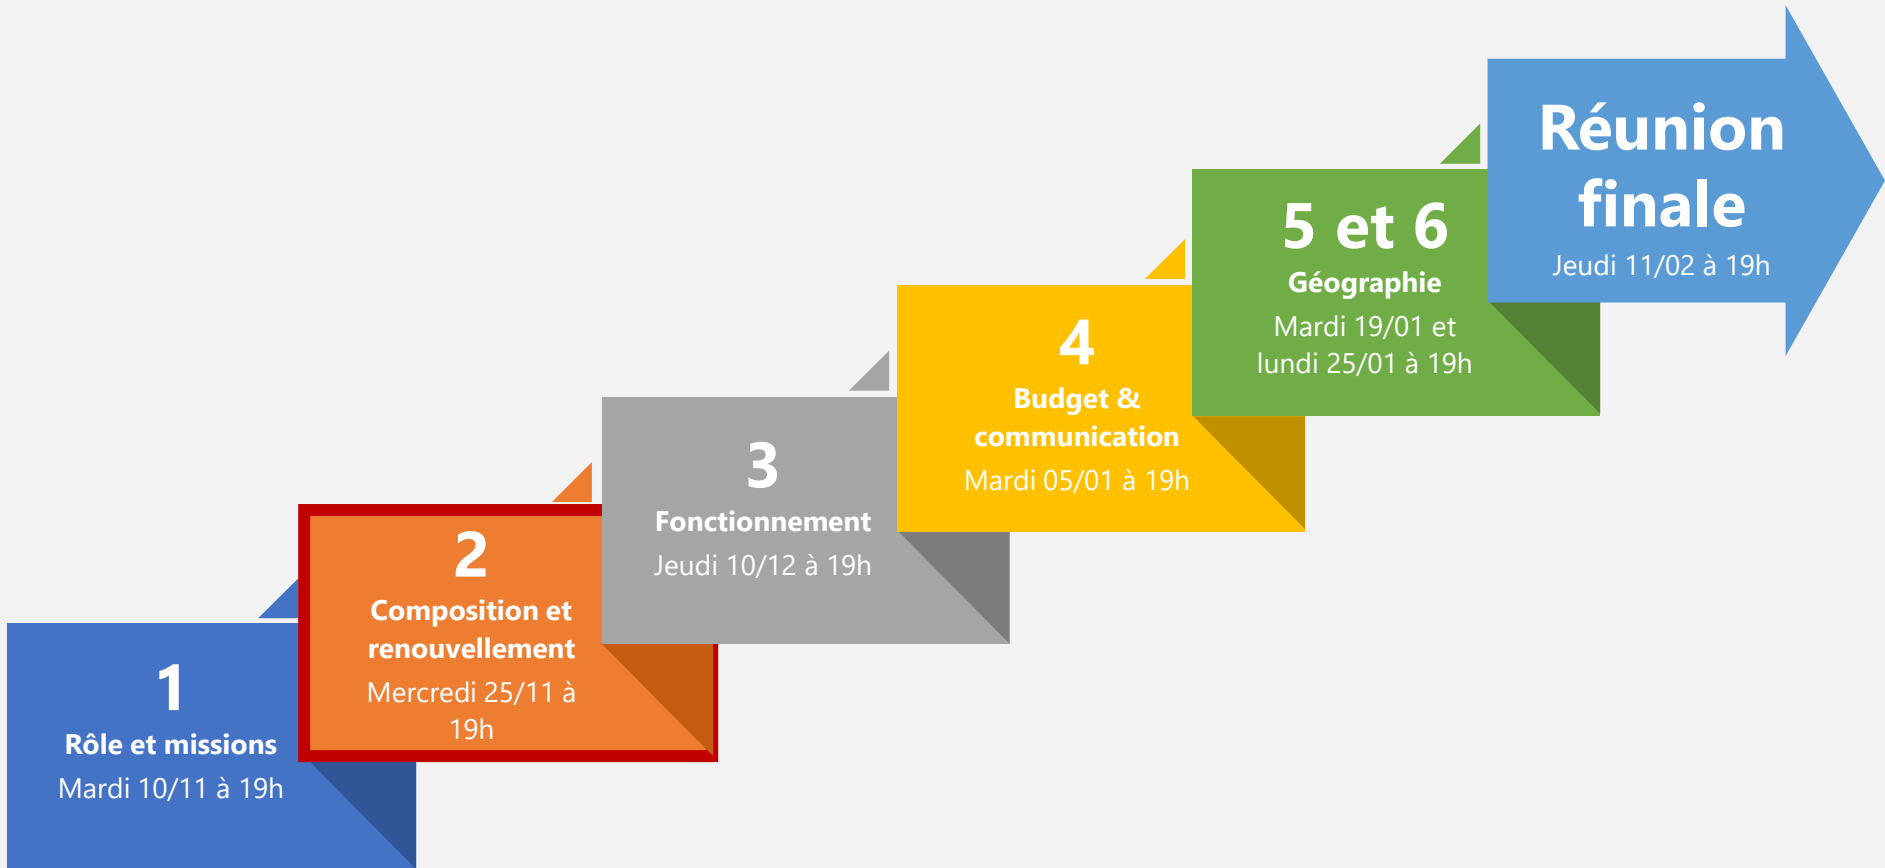 1
Rôle et missions
Mardi 10/11 à 19h
2
Composition et
renouvellement
Mercredi 25/11 à
19h
3
Fonctionnement
Jeudi 10/12 à 19h
4
Budget &
communication
Mardi 05/01 à 19h
5 et 6
Géographie
Mardi 19/01 et
lundi 25/01 à 19h
Réunion
finale
Jeudi 11/02 à 19h